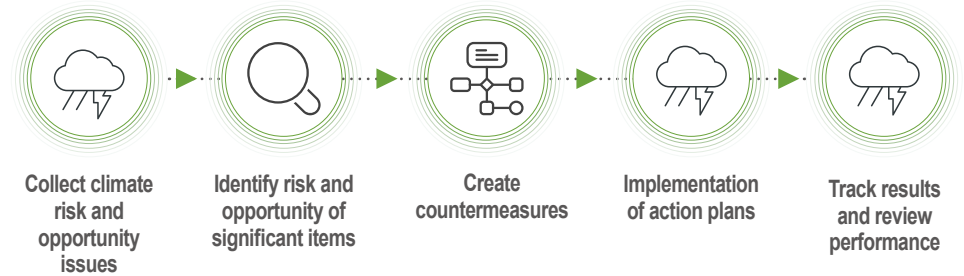 Collect climate
risk and
opportunity
issues
Identify risk and
opportunity of
significant items
Create
countermeasures
Implementation
of action plans
Track results
and review
performance